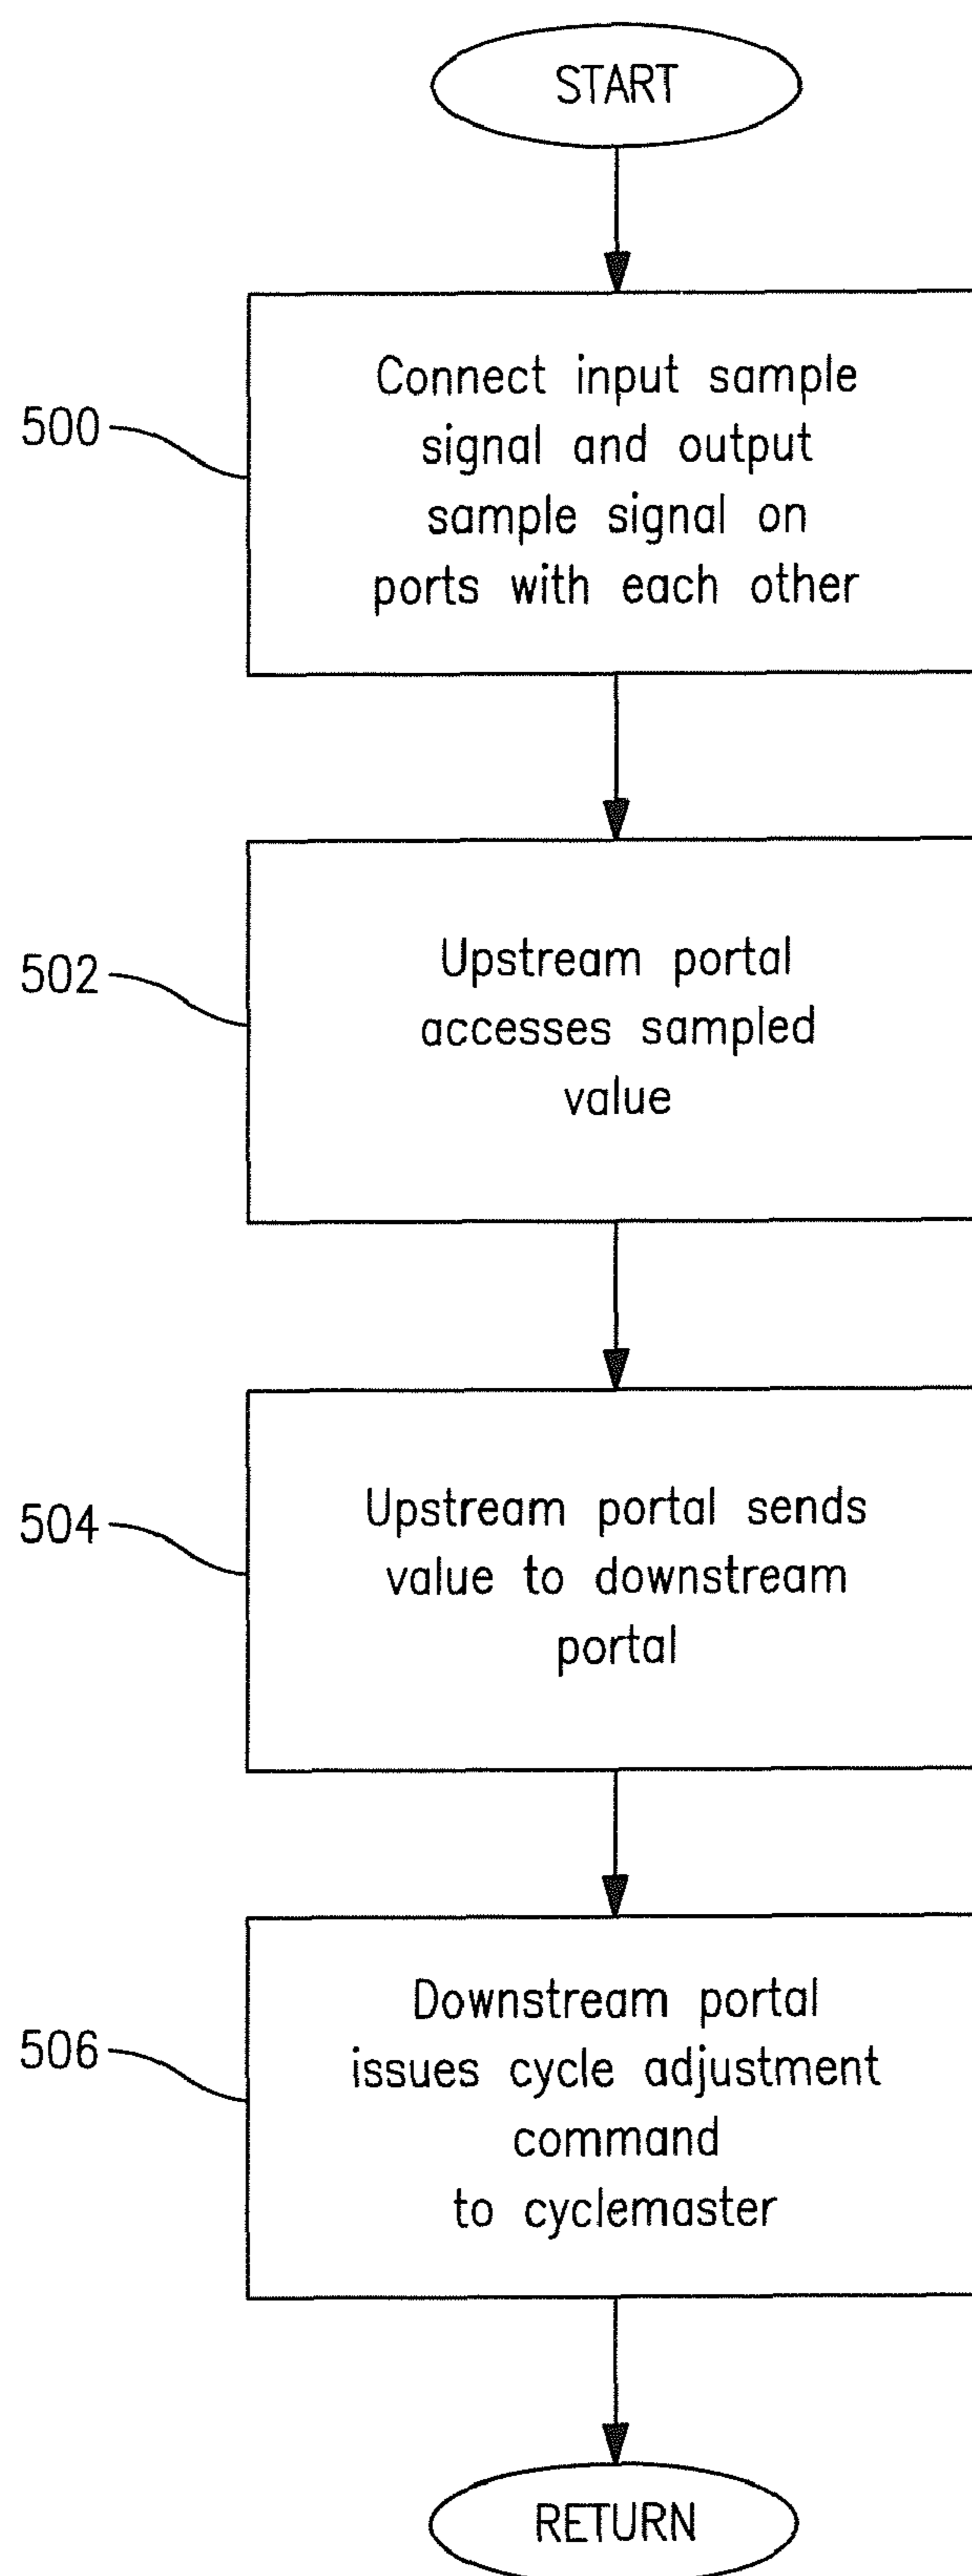 START
500
Connect input sample
signal and output
sample signal on
ports with each other
502
Upstream portal
accesses sampled
value
504
Upstream portal sends
value to downstream
portal
506
Downstream portal
issues cycle adjustment
command
to cyclemaster
RETURN